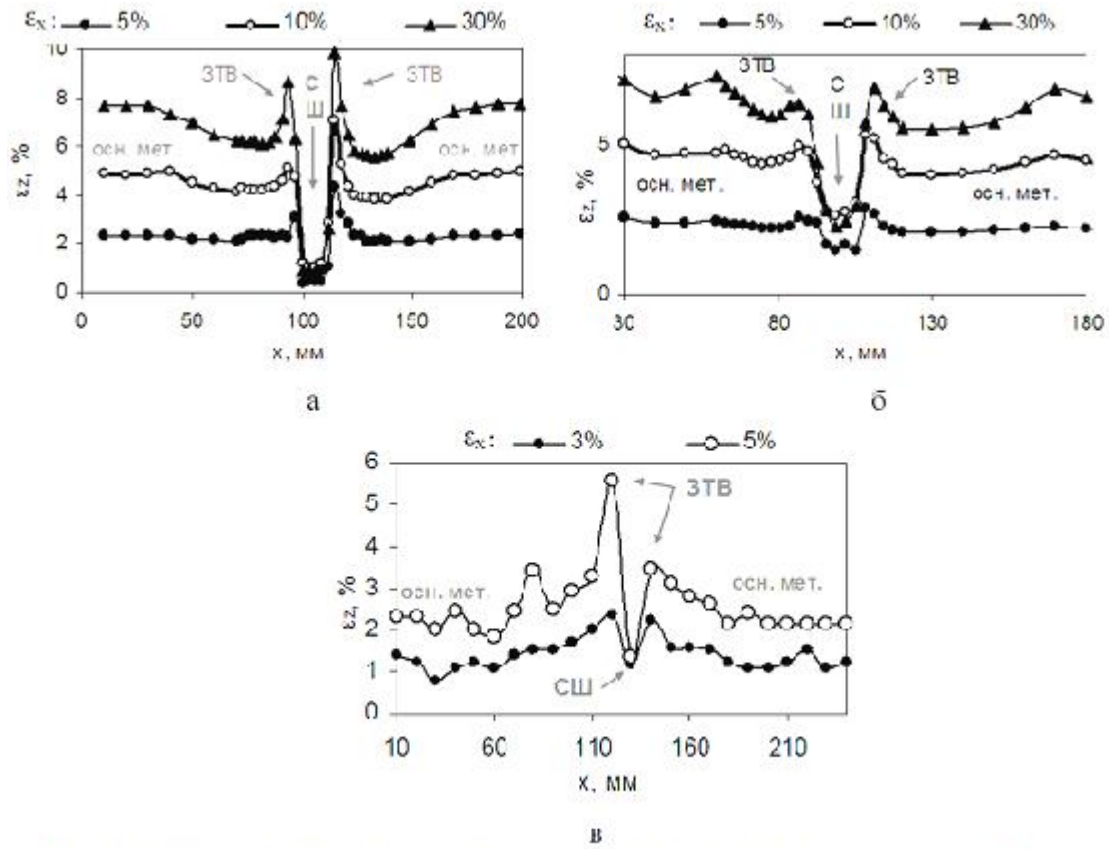 εx: 5% 10% 30%
10
8
6
4
2
0
εz, %
ЗТВ
С
Ш
ЗТВ
осн. мет.
осн. мет.
0 50 100 150 200
х, мм
а
εx: 5% 10% 30%
5
0
εz, %
ЗТВ
С
Ш
ЗТВ
осн. мет.
осн. мет.
30 80 130 180
х, мм
б
εx: 3% 5%
6
5
4
3
2
1
0
εz, %
ЗТВ
осн. мет.
осн. мет.
СШ
10 60 110 160 210
х, мм
в